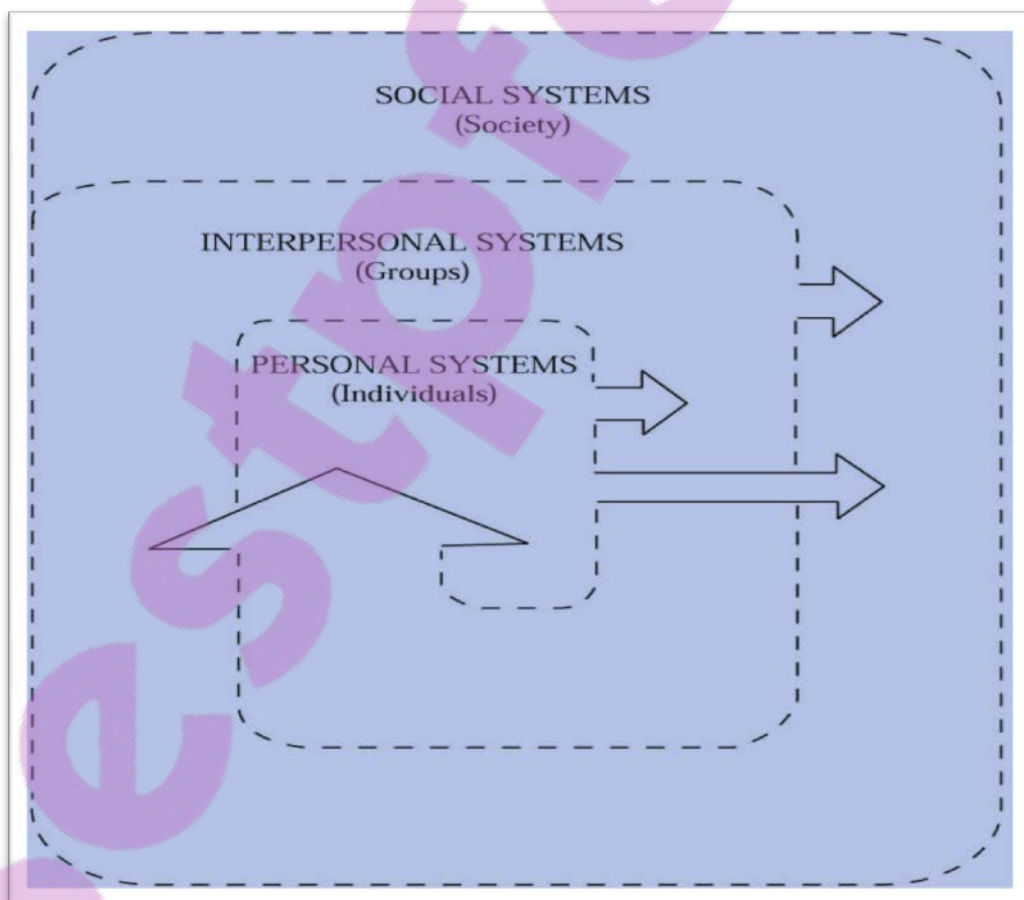 SOCIAL SYSTEMS
(Society)
INTERPERSONAL SYSTEMS
(Groups)
PERSONAL SYSTEMS
(Individuals)